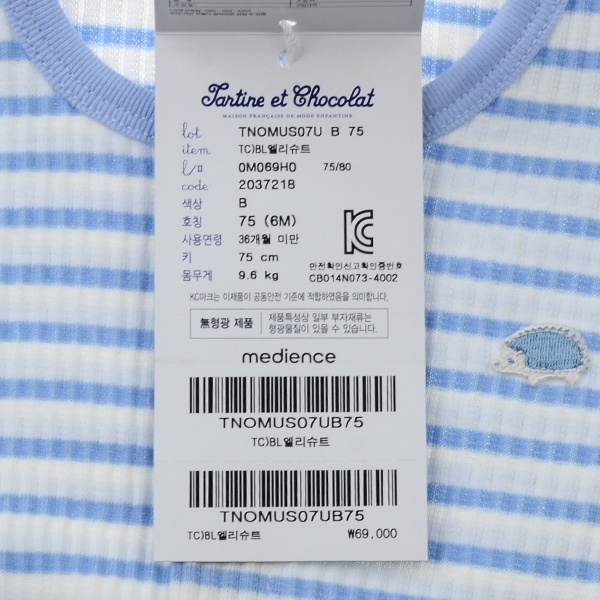 Tartine et Chocolat
MAISON FRANÇAISE DE MODE ENFANTINE
lot TNOMUS07U B 75
item TC)BL엘리슈트
L/II 0M069H0 75/80
code 2037218
색상 B
호칭 75 (6M)
사용연령 36개월 미만
키 75 cm
몸무게 9.6 kg
안전확인신고확인증번호
CB014N073-4002
KC마크는 이제품이 공동안전 기준에 적합하였음을 의미합니다.
無형광 제품 제품특성상 일부 부자재류는
형광물질이 있을 수 있습니다.
medience
TNOMUS07UB75
TC)BL엘리슈트
TNOMUS07UB75
TC)BL엘리슈트 ₩69,000